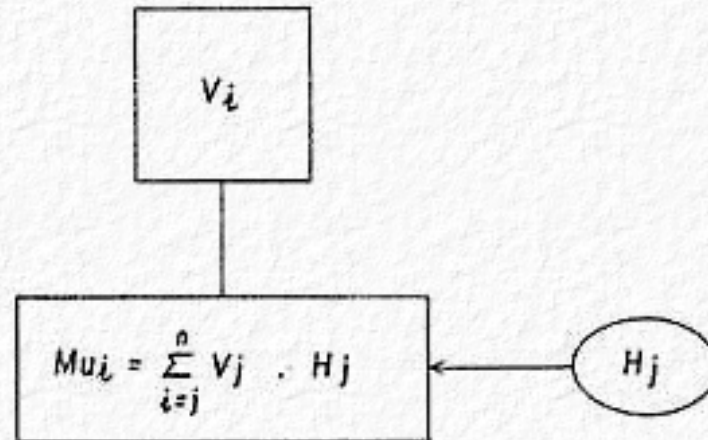 Vi
n
Mui = ∑ Vj . Hj
i=j
Hj